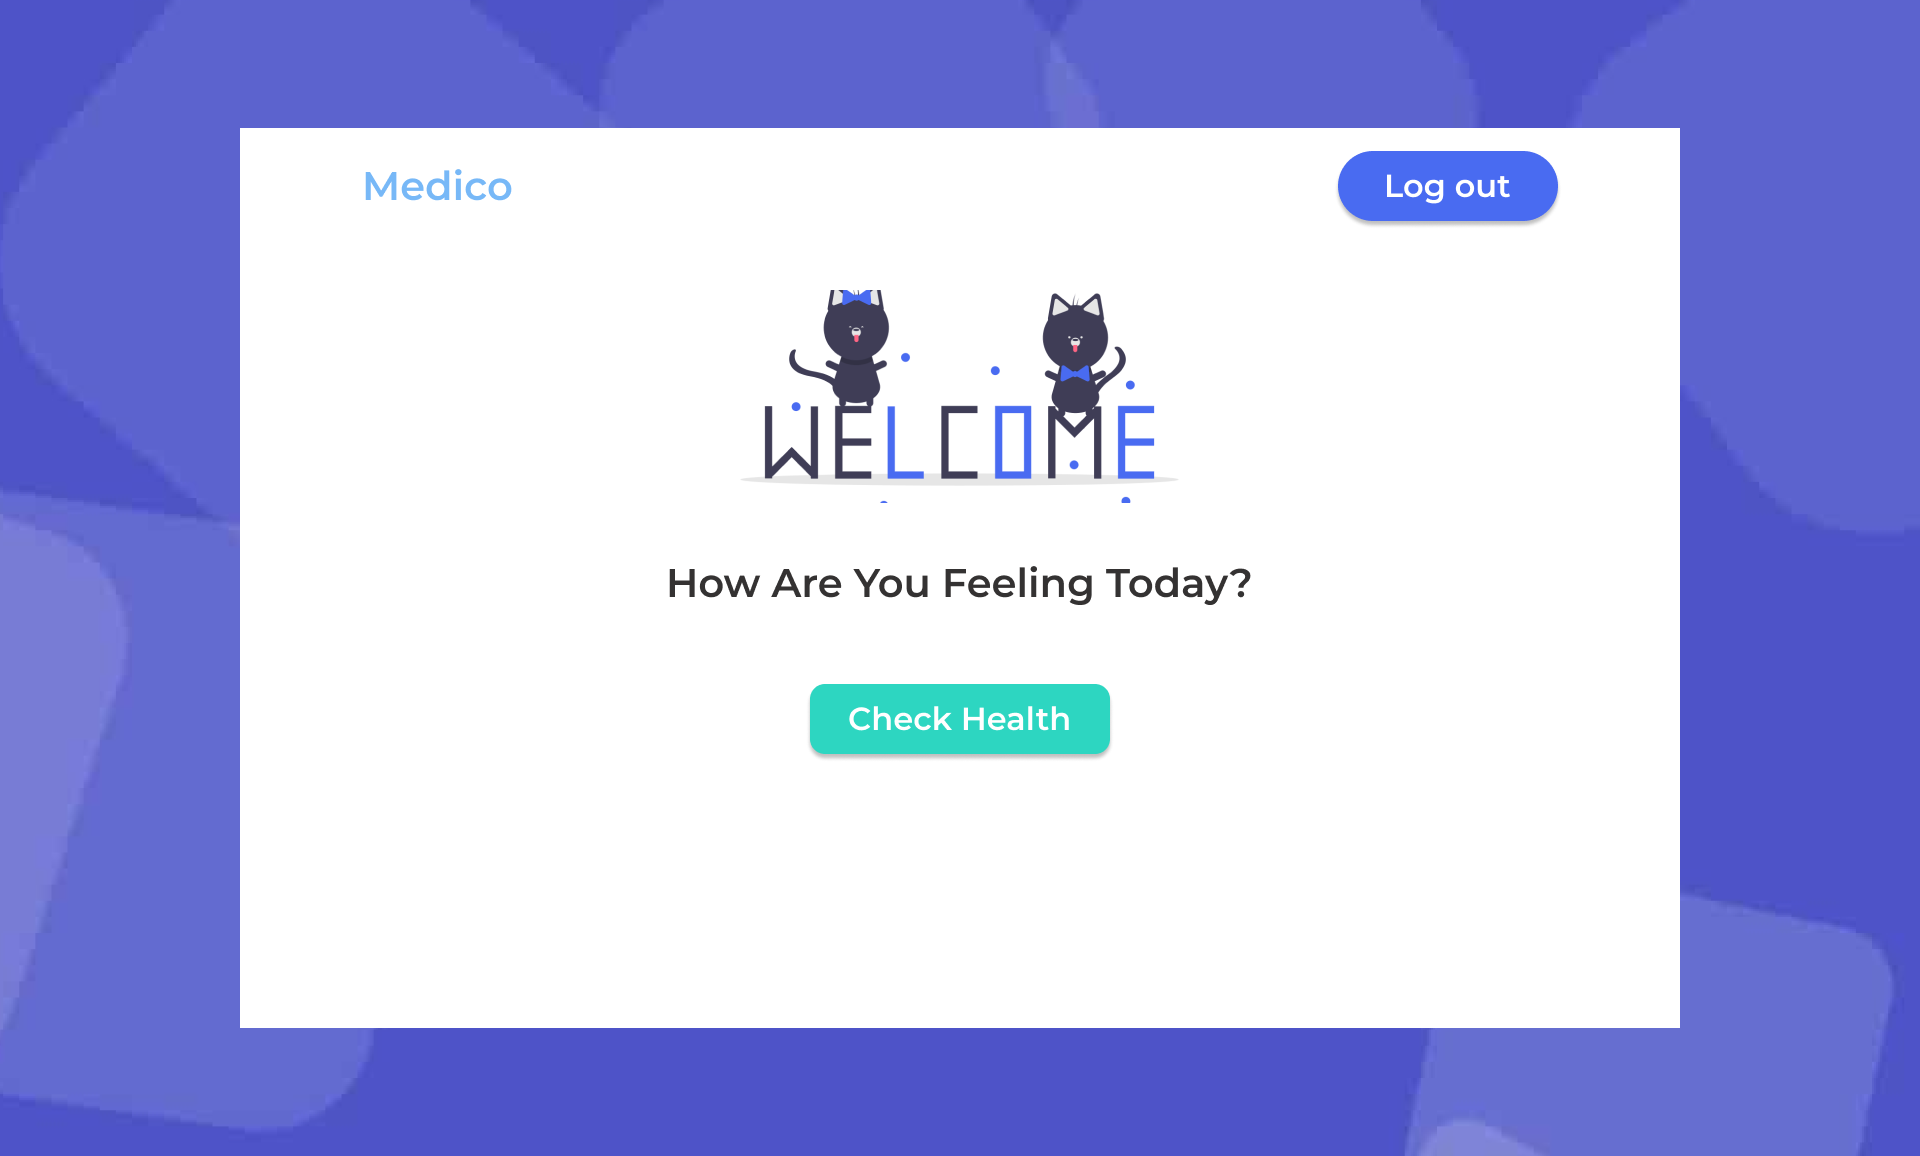 Medico
Log out
WELCOME
How Are You Feeling Today?
Check Health